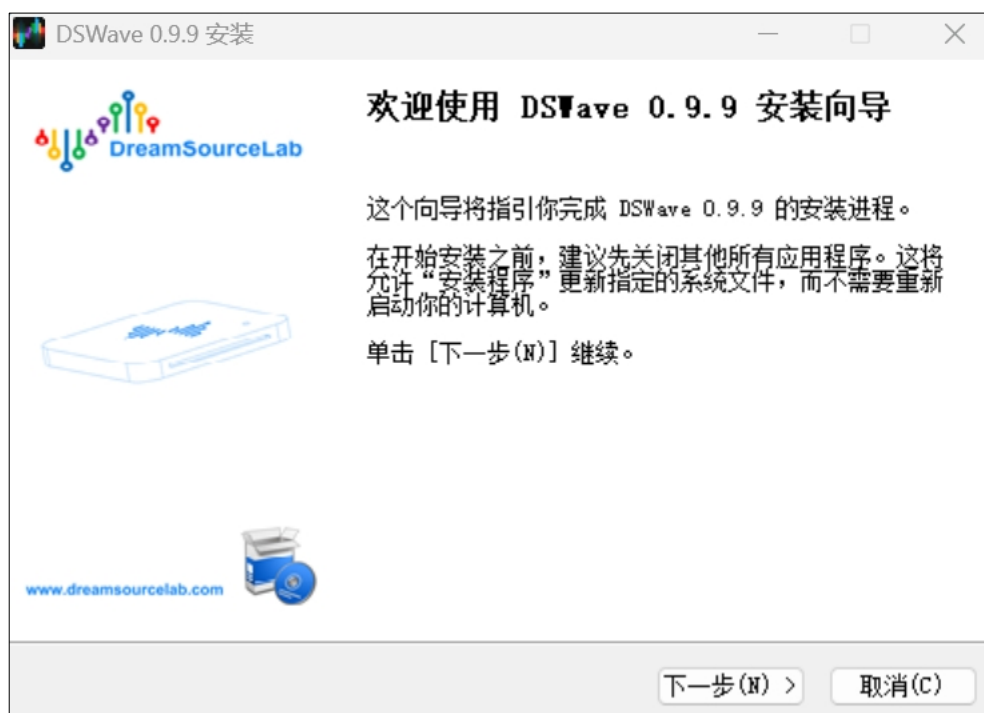 DSWave 0.9.9 安装
DreamSourceLab
欢迎使用 DSWave 0.9.9 安装向导
这个向导将指引你完成 DSWave 0.9.9 的安装进程。
在开始安装之前，建议先关闭其他所有应用程序。这将
允许“安装程序”更新指定的系统文件，而不需要重新
启动你的计算机。
单击 [下一步(N)] 继续。
www.dreamsourcelab.com
下一步(N) >
取消(C)